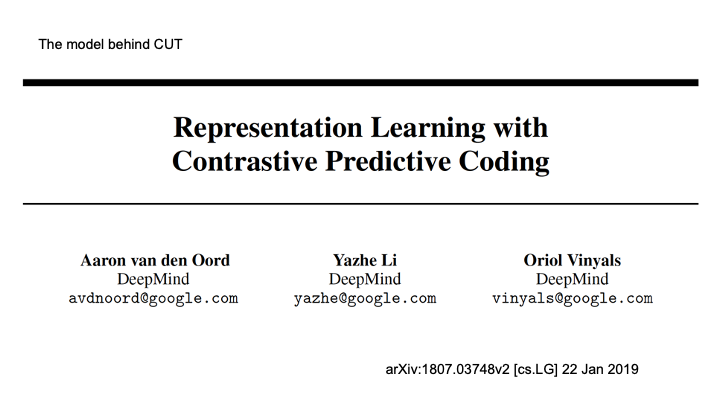 The model behind CUT
Representation Learning with
Contrastive Predictive Coding
Aaron van den Oord
DeepMind
avdnoord@google.com
Yazhe Li
DeepMind
yazhe@google.com
Oriol Vinyals
DeepMind
vinyals@google.com
arXiv:1807.03748v2 [cs.LG] 22 Jan 2019